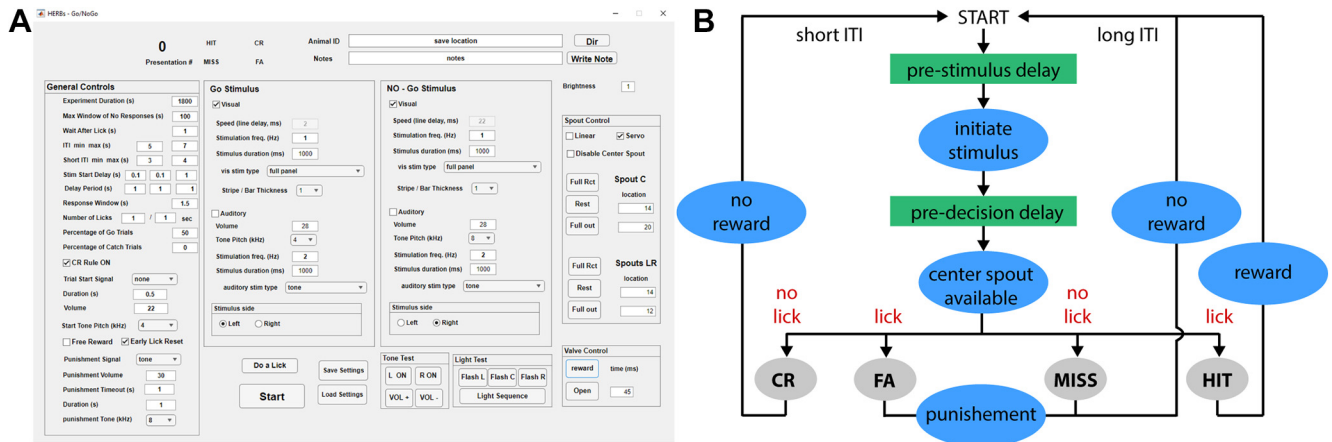 A
HERBs - Go/NoGo
0
HIT CR
Presentation # MISS FA
Animal ID save location Dir
Notes notes Write Note
General Controls
Experiment Duration (s) 1800
Max Window of No Responses (s) 100
Wait After Lick (s) 1
ITI min max (s) 5 7
Short ITI min max (s) 3 4
Stim Start Delay (s) 0.1 0.1 1
Delay Period (s) 1 1 1
Response Window (s) 1.5
Number of Licks 1 / 1 sec
Percentage of Go Trials 50
Percentage of Catch Trials 0
CR Rule ON
Trial Start Signal none
Duration (s) 0.5
Volume 22
Start Tone Pitch (kHz) 4
Free Reward Early Lick Reset
Punishment Signal tone
Punishment Volume 30
Punishment Timeout (s) 1
Duration (s) 1
punishment Tone (kHz) 8
Go Stimulus
Visual
Speed (line delay, ms) 2
Stimulation freq. (Hz) 1
Stimulus duration (ms) 1000
vis stim type full panel
Stripe / Bar Thickness 1
Auditory
Volume 28
Tone Pitch (kHz) 4
Stimulation freq. (Hz) 2
Stimulus duration (ms) 1000
auditory stim type tone
Stimulus side
Left Right
NO - Go Stimulus
Visual
Speed (line delay, ms) 22
Stimulation freq. (Hz) 1
Stimulus duration (ms) 1000
vis stim type full panel
Stripe / Bar Thickness 1
Auditory
Volume 28
Tone Pitch (kHz) 8
Stimulation freq. (Hz) 2
Stimulus duration (ms) 1000
auditory stim type tone
Stimulus side
Left Right
Brightness 1
Spout Control
Linear Servo
Disable Center Spout
Full Rct Spout C
location
Rest 14
Full out 20
Full Rct Spouts LR
location
Rest 14
Full out 12
Do a Lick Save Settings
Start Load Settings
Tone Test
L ON R ON
VOL + VOL -
Light Test
Flash L Flash C Flash R
Light Sequence
Valve Control
reward time (ms)
Open 45
B
START
short ITI long ITI
pre-stimulus delay
initiate
stimulus
pre-decision delay
center spout
available
no
reward
no
reward
reward
no
lick
lick
no
lick
lick
CR FA MISS HIT
punishement